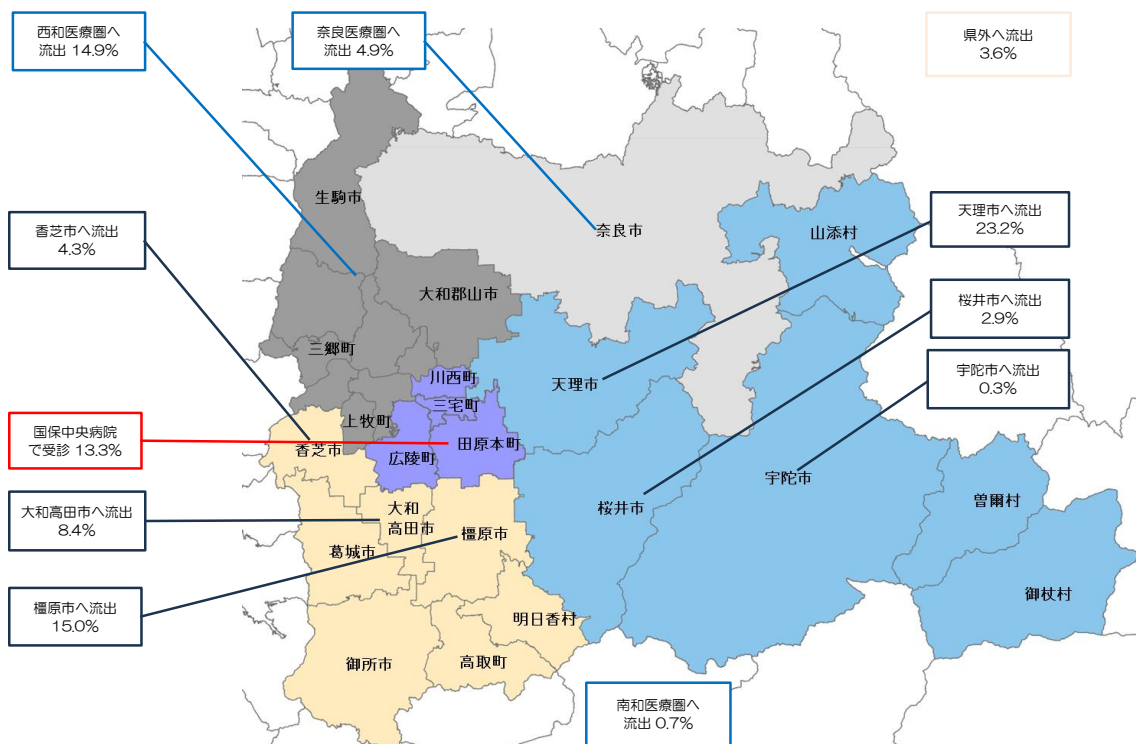 西和医療圏へ
流出 14.9%
奈良医療圏へ
流出 4.9%
県外へ流出
3.6%
生駒市
香芝市へ流出
4.3%
奈良市
山添村
天理市へ流出
23.2%
大和郡山市
桜井市へ流出
2.9%
三郷町
川西町
天理市
宇陀市へ流出
0.3%
三宅町
上牧町
国保中央病院
で受診 13.3%
香芝市
広陵町
田原本町
宇陀市
曽爾村
大和高田市へ流出
8.4%
大和
高田市
桜井市
橿原市
葛城市
御杖村
橿原市へ流出
15.0%
明日香村
御所市
高取町
南和医療圏へ
流出 0.7%